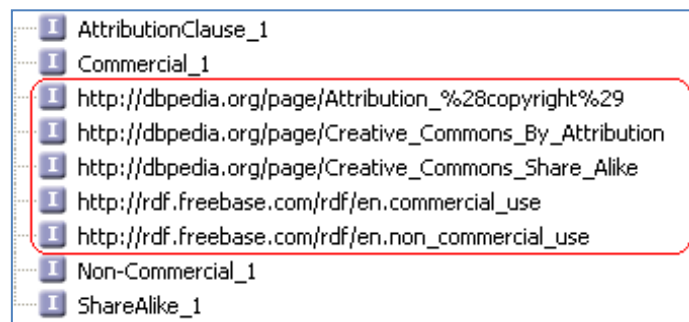 I AttributionClause_1
I Commercial_1
I http://dbpedia.org/page/Attribution_%28copyright%29
I http://dbpedia.org/page/Creative_Commons_By_Attribution
I http://dbpedia.org/page/Creative_Commons_Share_Alike
I http://rdf.freebase.com/rdf/en.commercial_use
I http://rdf.freebase.com/rdf/en.non_commercial_use
I Non-Commercial_1
I ShareAlike_1